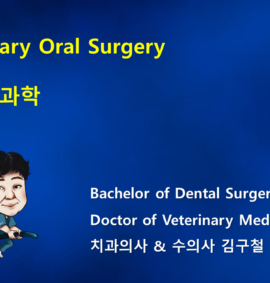 ary Oral Surgery
과학
Bachelor of Dental Surger
Doctor of Veterinary Med
치과의사 & 수의사 김구철